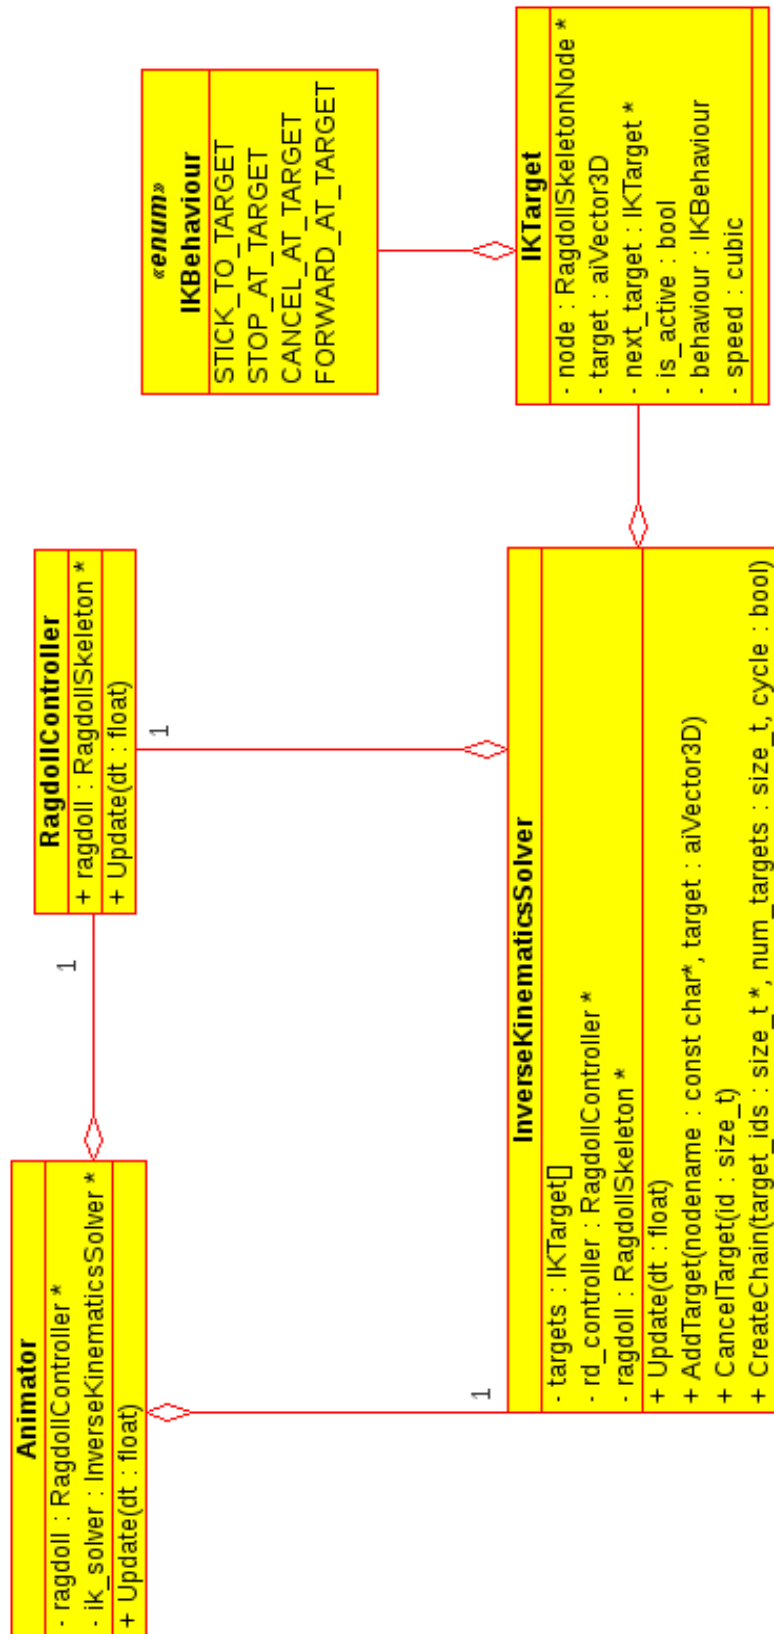 Animator
- ragdoll : RagdollController *
- ik_solver : InverseKinematicsSolver *
+ Update(dt : float)
1
RagdollController
+ ragdoll : RagdollSkeleton *
+ Update(dt : float)
1
«enum»
IKBehaviour
STICK_TO_TARGET
STOP_AT_TARGET
CANCEL_AT_TARGET
FORWARD_AT_TARGET
1
InverseKinematicsSolver
- targets : IKTarget[]
- rd_controller : RagdollController *
- ragdoll : RagdollSkeleton *
+ Update(dt : float)
+ AddTarget(nodename : const char*, target : aiVector3D)
+ CancelTarget(id : size_t)
+ CreateChain(target_ids : size_t *, num_targets : size_t, cycle : bool)
IKTarget
- node : RagdollSkeletonNode *
- target : aiVector3D
- next_target : IKTarget *
- is_active : bool
- behaviour : IKBehaviour
- speed : cubic